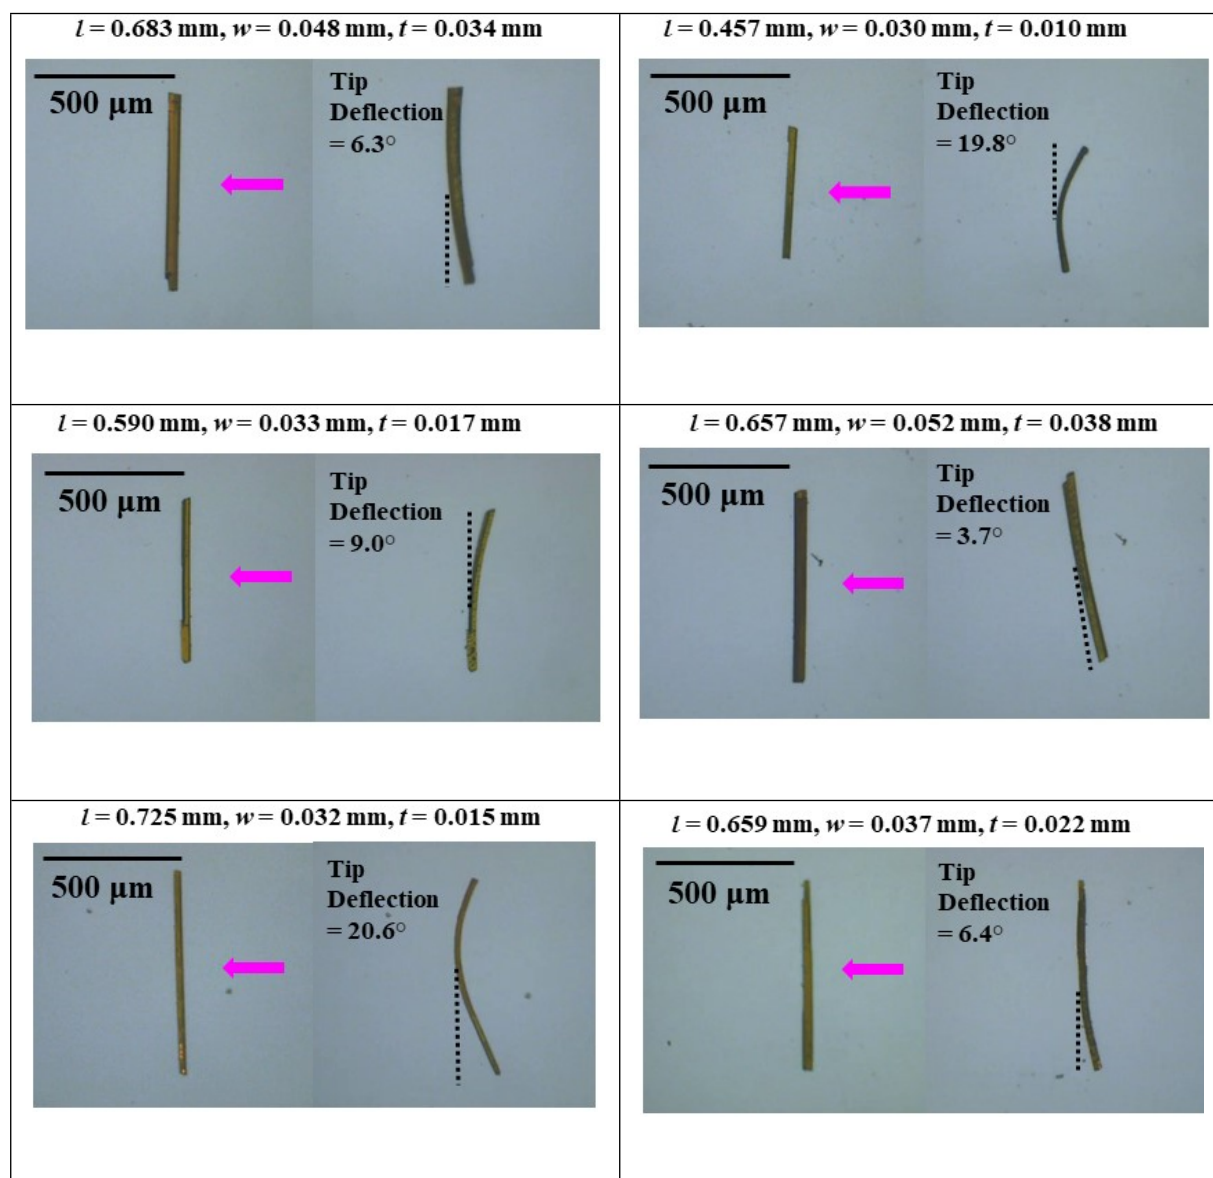 l = 0.683 mm, w = 0.048 mm, t = 0.034 mm
500 µm
Tip
Deflection
= 6.3°
l = 0.457 mm, w = 0.030 mm, t = 0.010 mm
500 µm
Tip
Deflection
= 19.8°
l = 0.590 mm, w = 0.033 mm, t = 0.017 mm
500 µm
Tip
Deflection
= 9.0°
l = 0.657 mm, w = 0.052 mm, t = 0.038 mm
500 µm
Tip
Deflection
= 3.7°
l = 0.725 mm, w = 0.032 mm, t = 0.015 mm
500 µm
Tip
Deflection
= 20.6°
l = 0.659 mm, w = 0.037 mm, t = 0.022 mm
500 µm
Tip
Deflection
= 6.4°